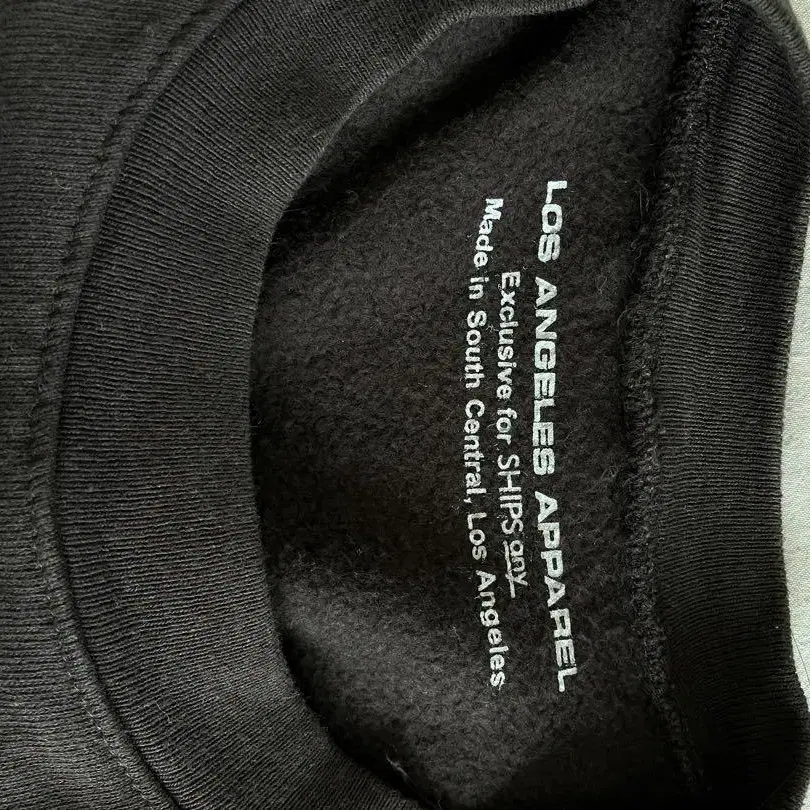 LOS ANGELES APPAREL
Exclusive for SHIPS any
Made in South Central, Los Angeles